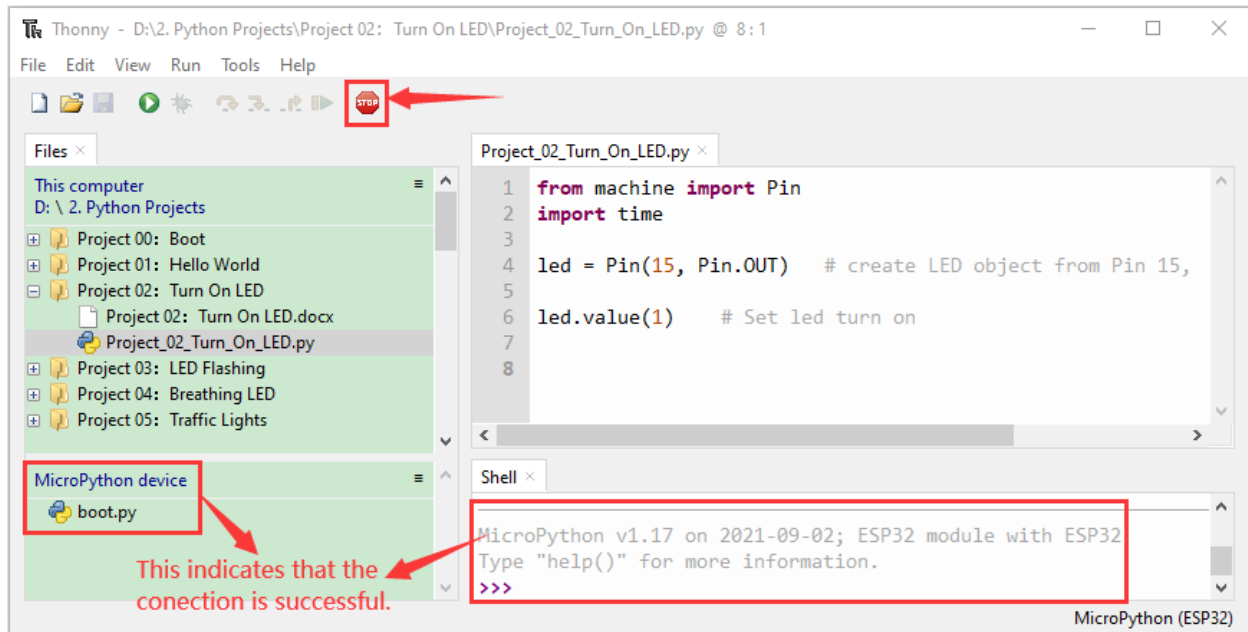 Thonny - D:\2. Python Projects\Project 02：Turn On LED\Project_02_Turn_On_LED.py @ 8:1
File Edit View Run Tools Help
STOP
Files
This computer
D: \ 2. Python Projects
Project 00：Boot
Project 01：Hello World
Project 02：Turn On LED
Project 02：Turn On LED.docx
Project_02_Turn_On_LED.py
Project 03：LED Flashing
Project 04：Breathing LED
Project 05：Traffic Lights
MicroPython device
boot.py
This indicates that the
conection is successful.
Project_02_Turn_On_LED.py
1 from machine import Pin
2 import time
3
4 led = Pin(15, Pin.OUT) # create LED object from Pin 15,
5
6 led.value(1) # Set led turn on
7
8
Shell
MicroPython v1.17 on 2021-09-02; ESP32 module with ESP32
Type "help()" for more information.
>>>
MicroPython (ESP32)